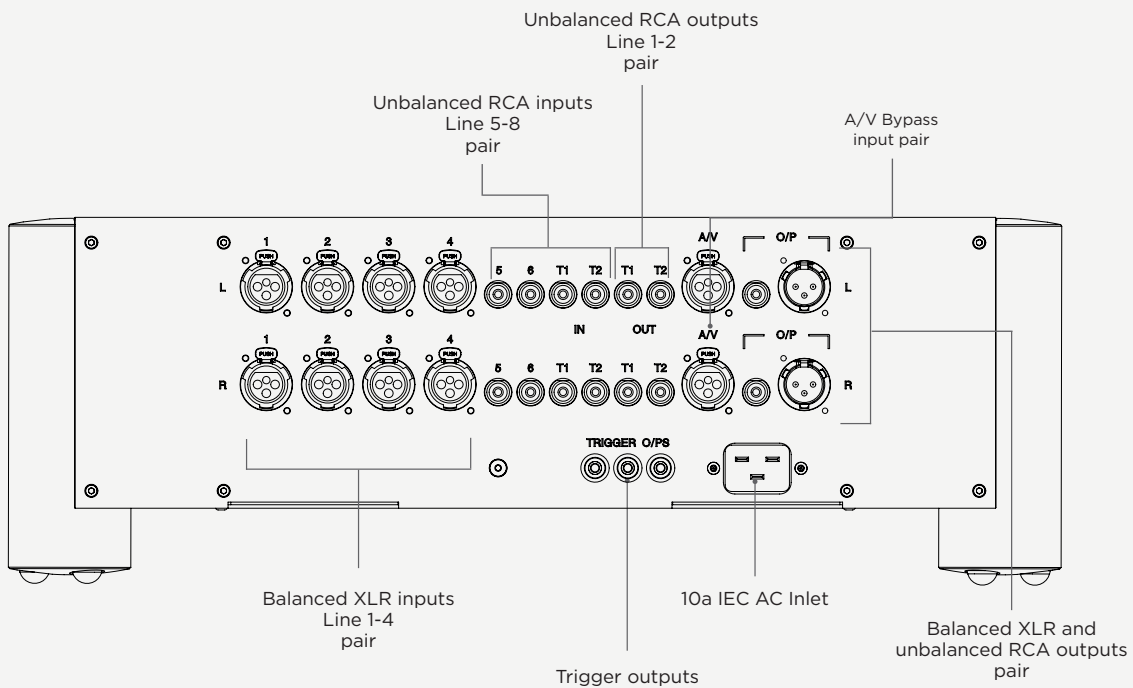 Unbalanced RCA outputs
Line 1-2
pair
Unbalanced RCA inputs
Line 5-8
pair
A/V Bypass
input pair
1 2 3 4 A/V O/P
PUSH PUSH PUSH PUSH 5 6 T1 T2 T1 T2 PUSH
L L
IN OUT
1 2 3 4 A/V O/P
PUSH PUSH PUSH PUSH 5 6 T1 T2 T1 T2 PUSH
R R
TRIGGER O/PS
Balanced XLR inputs
Line 1-4
pair
10a IEC AC Inlet
Balanced XLR and
unbalanced RCA outputs
pair
Trigger outputs